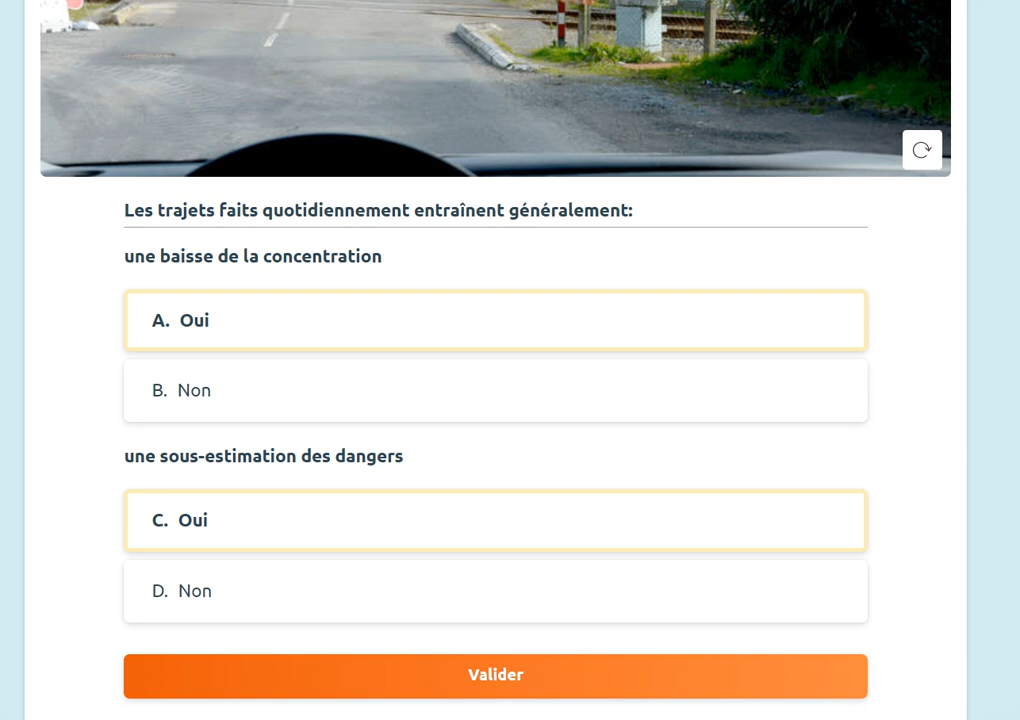 Les trajets faits quotidiennement entraînent généralement:
une baisse de la concentration
A. Oui
B. Non
une sous-estimation des dangers
C. Oui
D. Non
Valider